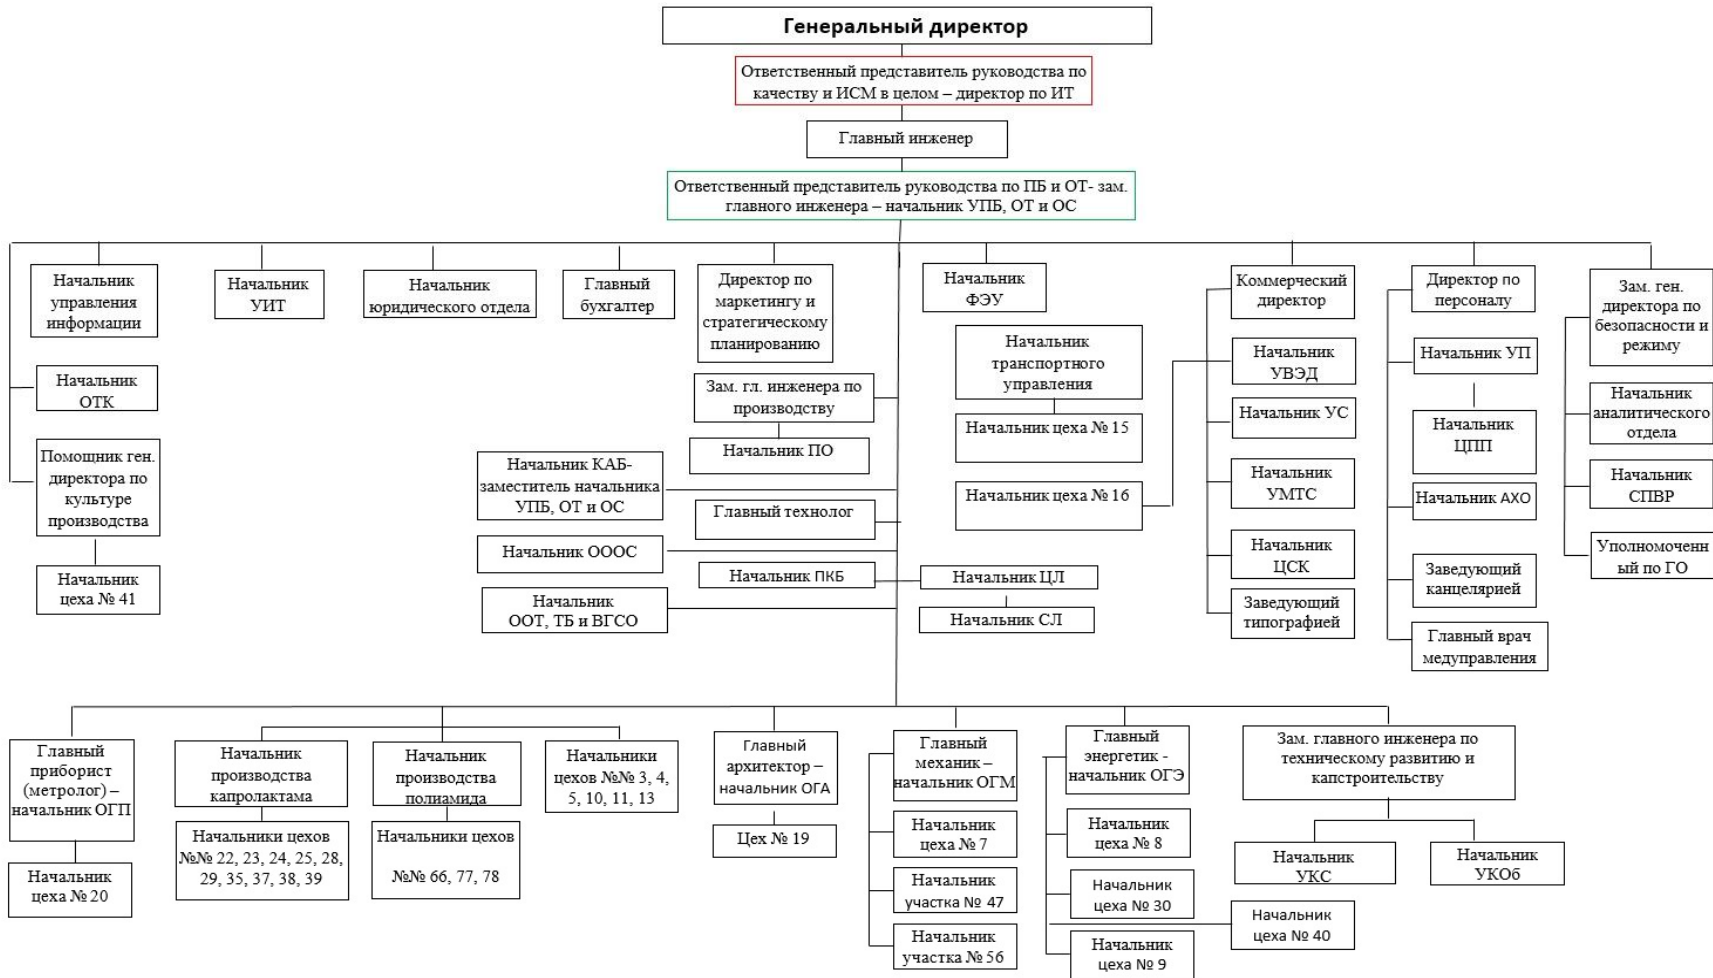 Генеральный директор
Ответственный представитель руководства по
качеству и ИСМ в целом – директор по ИТ
Главный инженер
Ответственный представитель руководства по ПБ и ОТ- зам.
главного инженера – начальник УПБ, ОТ и ОС
Начальник
управления
информации
Начальник
УИТ
Начальник
юридического отдела
Главный
бухгалтер
Директор по
маркетингу и
стратегическому
планированию
Начальник
ФЭУ
Коммерческий
директор
Директор по
персоналу
Зам. ген.
директора по
безопасности и
режиму
Начальник
ОТК
Помощник ген.
директора по
культуре
производства
Начальник
цеха № 41
Зам. гл. инженера по
производству
Начальник ПО
Начальник КАБ-
заместитель начальника
УПБ, ОТ и ОС
Главный технолог
Начальник ОООС
Начальник ПКБ
Начальник ЦЛ
Начальник
ООТ, ТБ и ВГСО
Начальник СЛ
Начальник
транспортного
управления
Начальник цеха № 15
Начальник цеха № 16
Начальник
УВЭД
Начальник УС
Начальник
УМТС
Начальник
ЦСК
Заведующий
типографией
Начальник УП
Начальник
ЦПП
Начальник АХО
Заведующий
канцелярией
Главный врач
медуправления
Начальник
аналитического
отдела
Начальник
СПВР
Уполномоченн
ый по ГО
Главный
приборист
(метролог) –
начальник ОГП
Начальник
цеха № 20
Начальник
производства
капролактама
Начальники цехов
№№ 22, 23, 24, 25, 28,
29, 35, 37, 38, 39
Начальник
производства
полиамида
Начальники цехов
№№ 66, 77, 78
Начальники
цехов №№ 3, 4,
5, 10, 11, 13
Главный
архитектор –
начальник ОГА
Цех № 19
Главный
механик –
начальник ОГМ
Начальник
цеха № 7
Начальник
участка № 47
Начальник
участка № 56
Главный
энергетик -
начальник ОГЭ
Начальник
цеха № 8
Начальник
цеха № 30
Начальник
цеха № 9
Зам. главного инженера по
техническому развитию и
капстроительству
Начальник
УКС
Начальник
УКОб
Начальник
цеха № 40